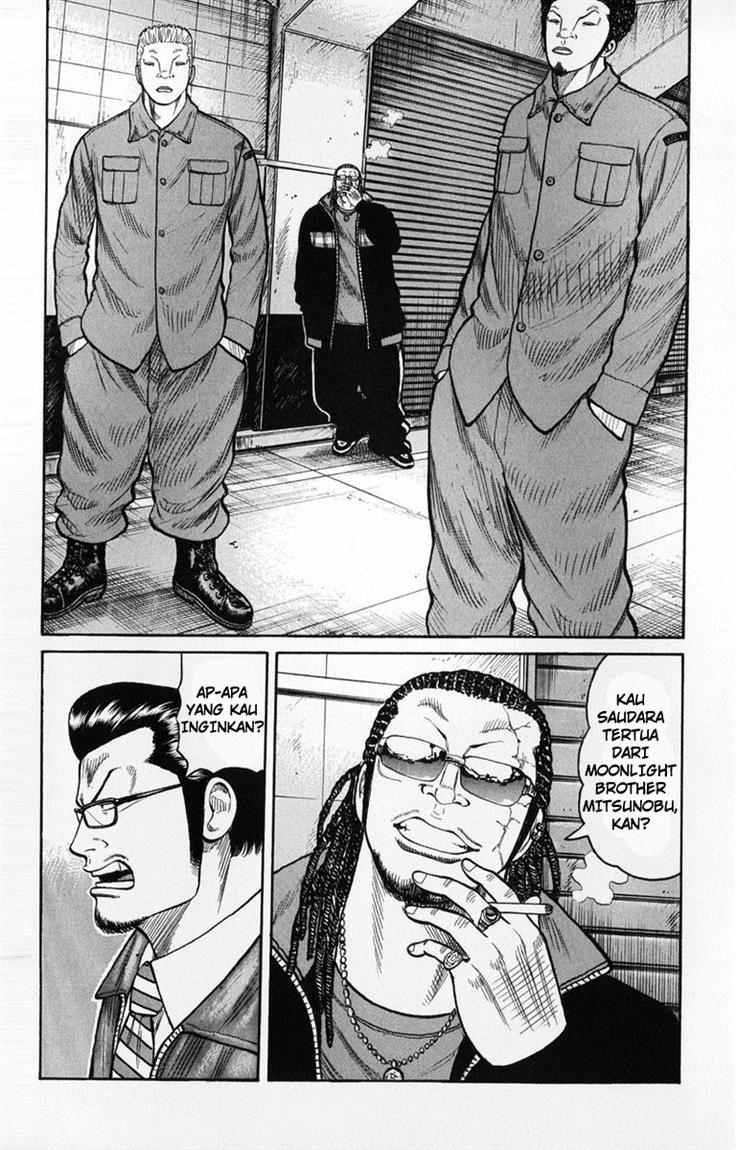 KAU
SAUDARA
TERTUA
DARI
MOONLIGHT
BROTHER
MITSUNOBU,
KAN?
AP-APA
YANG KAU
INGINKAN?